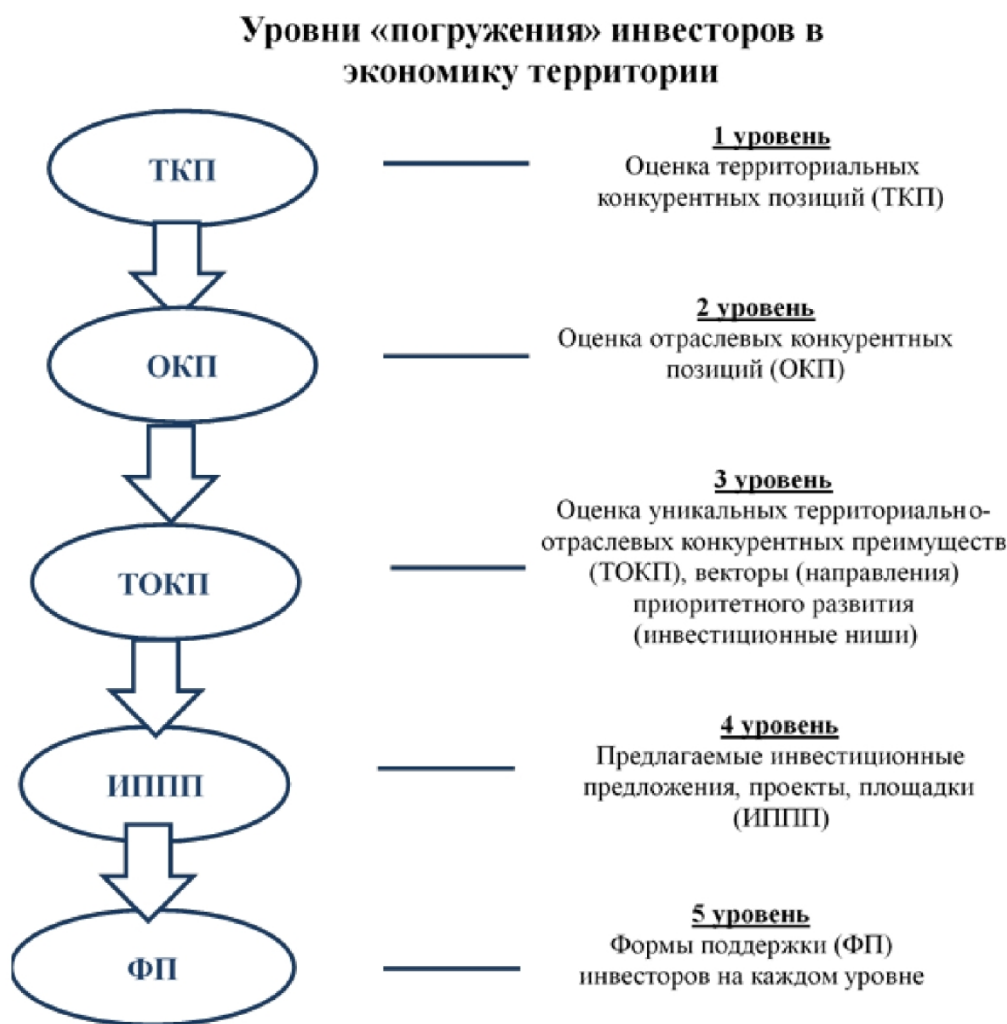 Уровни «погружения» инвесторов в
экономику территории
ТКП
1 уровень
Оценка территориальных
конкурентных позиций (ТКП)
ОКП
2 уровень
Оценка отраслевых конкурентных
позиций (ОКП)
ТОКП
3 уровень
Оценка уникальных территориально-
отраслевых конкурентных преимуществ
(ТОКП), векторы (направления)
приоритетного развития
(инвестиционные ниши)
ИППП
4 уровень
Предлагаемые инвестиционные
предложения, проекты, площадки
(ИППП)
ФП
5 уровень
Формы поддержки (ФП)
инвесторов на каждом уровне